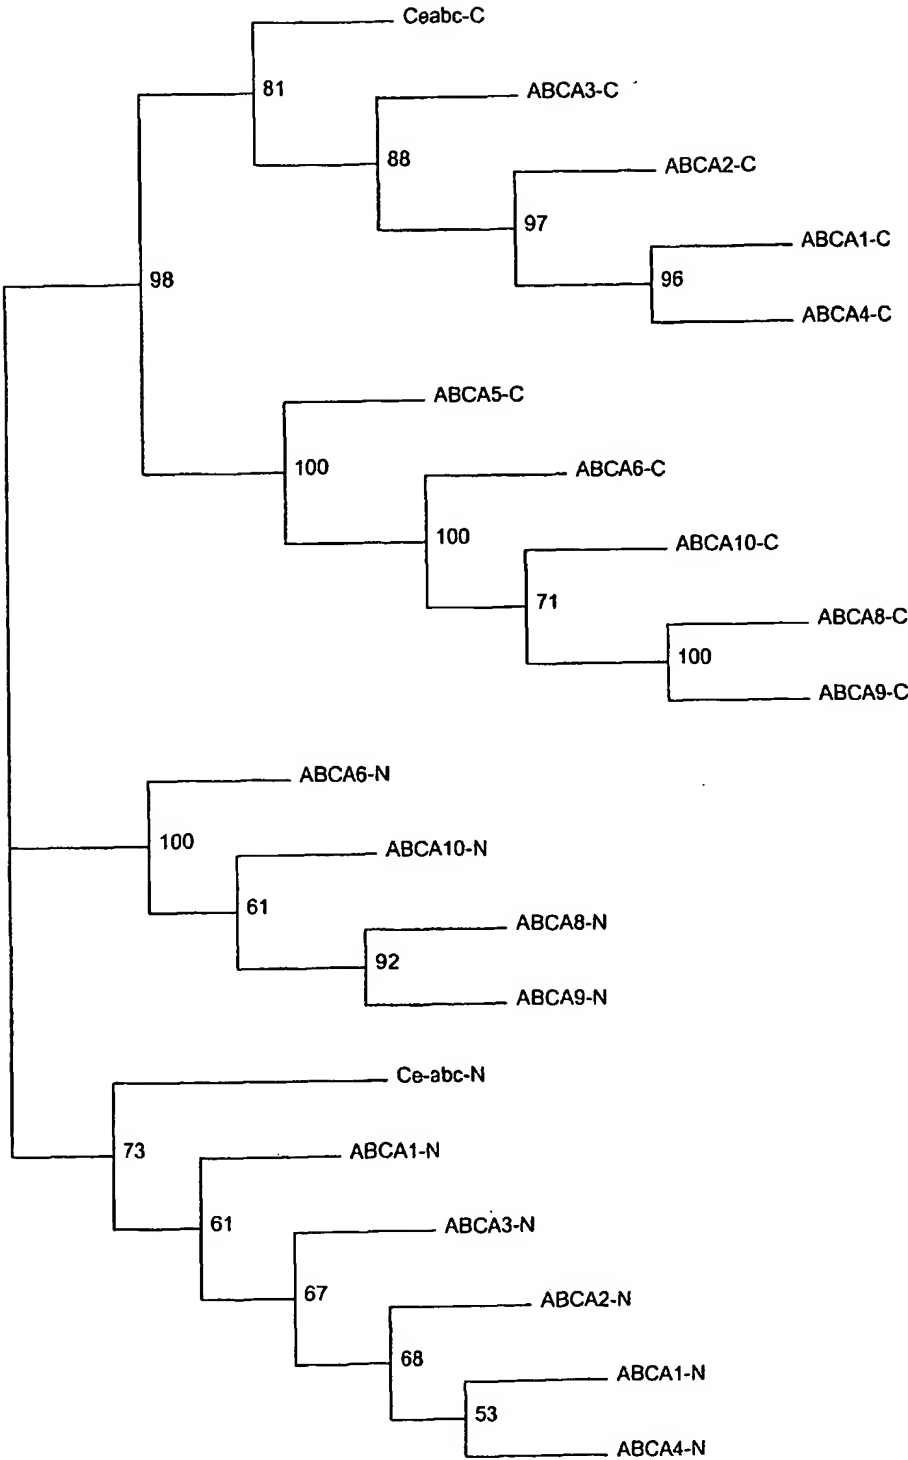 Ceabc-C
81
ABCA3-C
88
ABCA2-C
97
ABCA1-C
96
98
ABCA4-C
ABCA5-C
100
ABCA6-C
100
ABCA10-C
71
ABCA8-C
100
ABCA9-C
ABCA6-N
100
ABCA10-N
61
ABCA8-N
92
ABCA9-N
Ce-abc-N
73
ABCA1-N
61
ABCA3-N
67
ABCA2-N
68
ABCA1-N
53
ABCA4-N